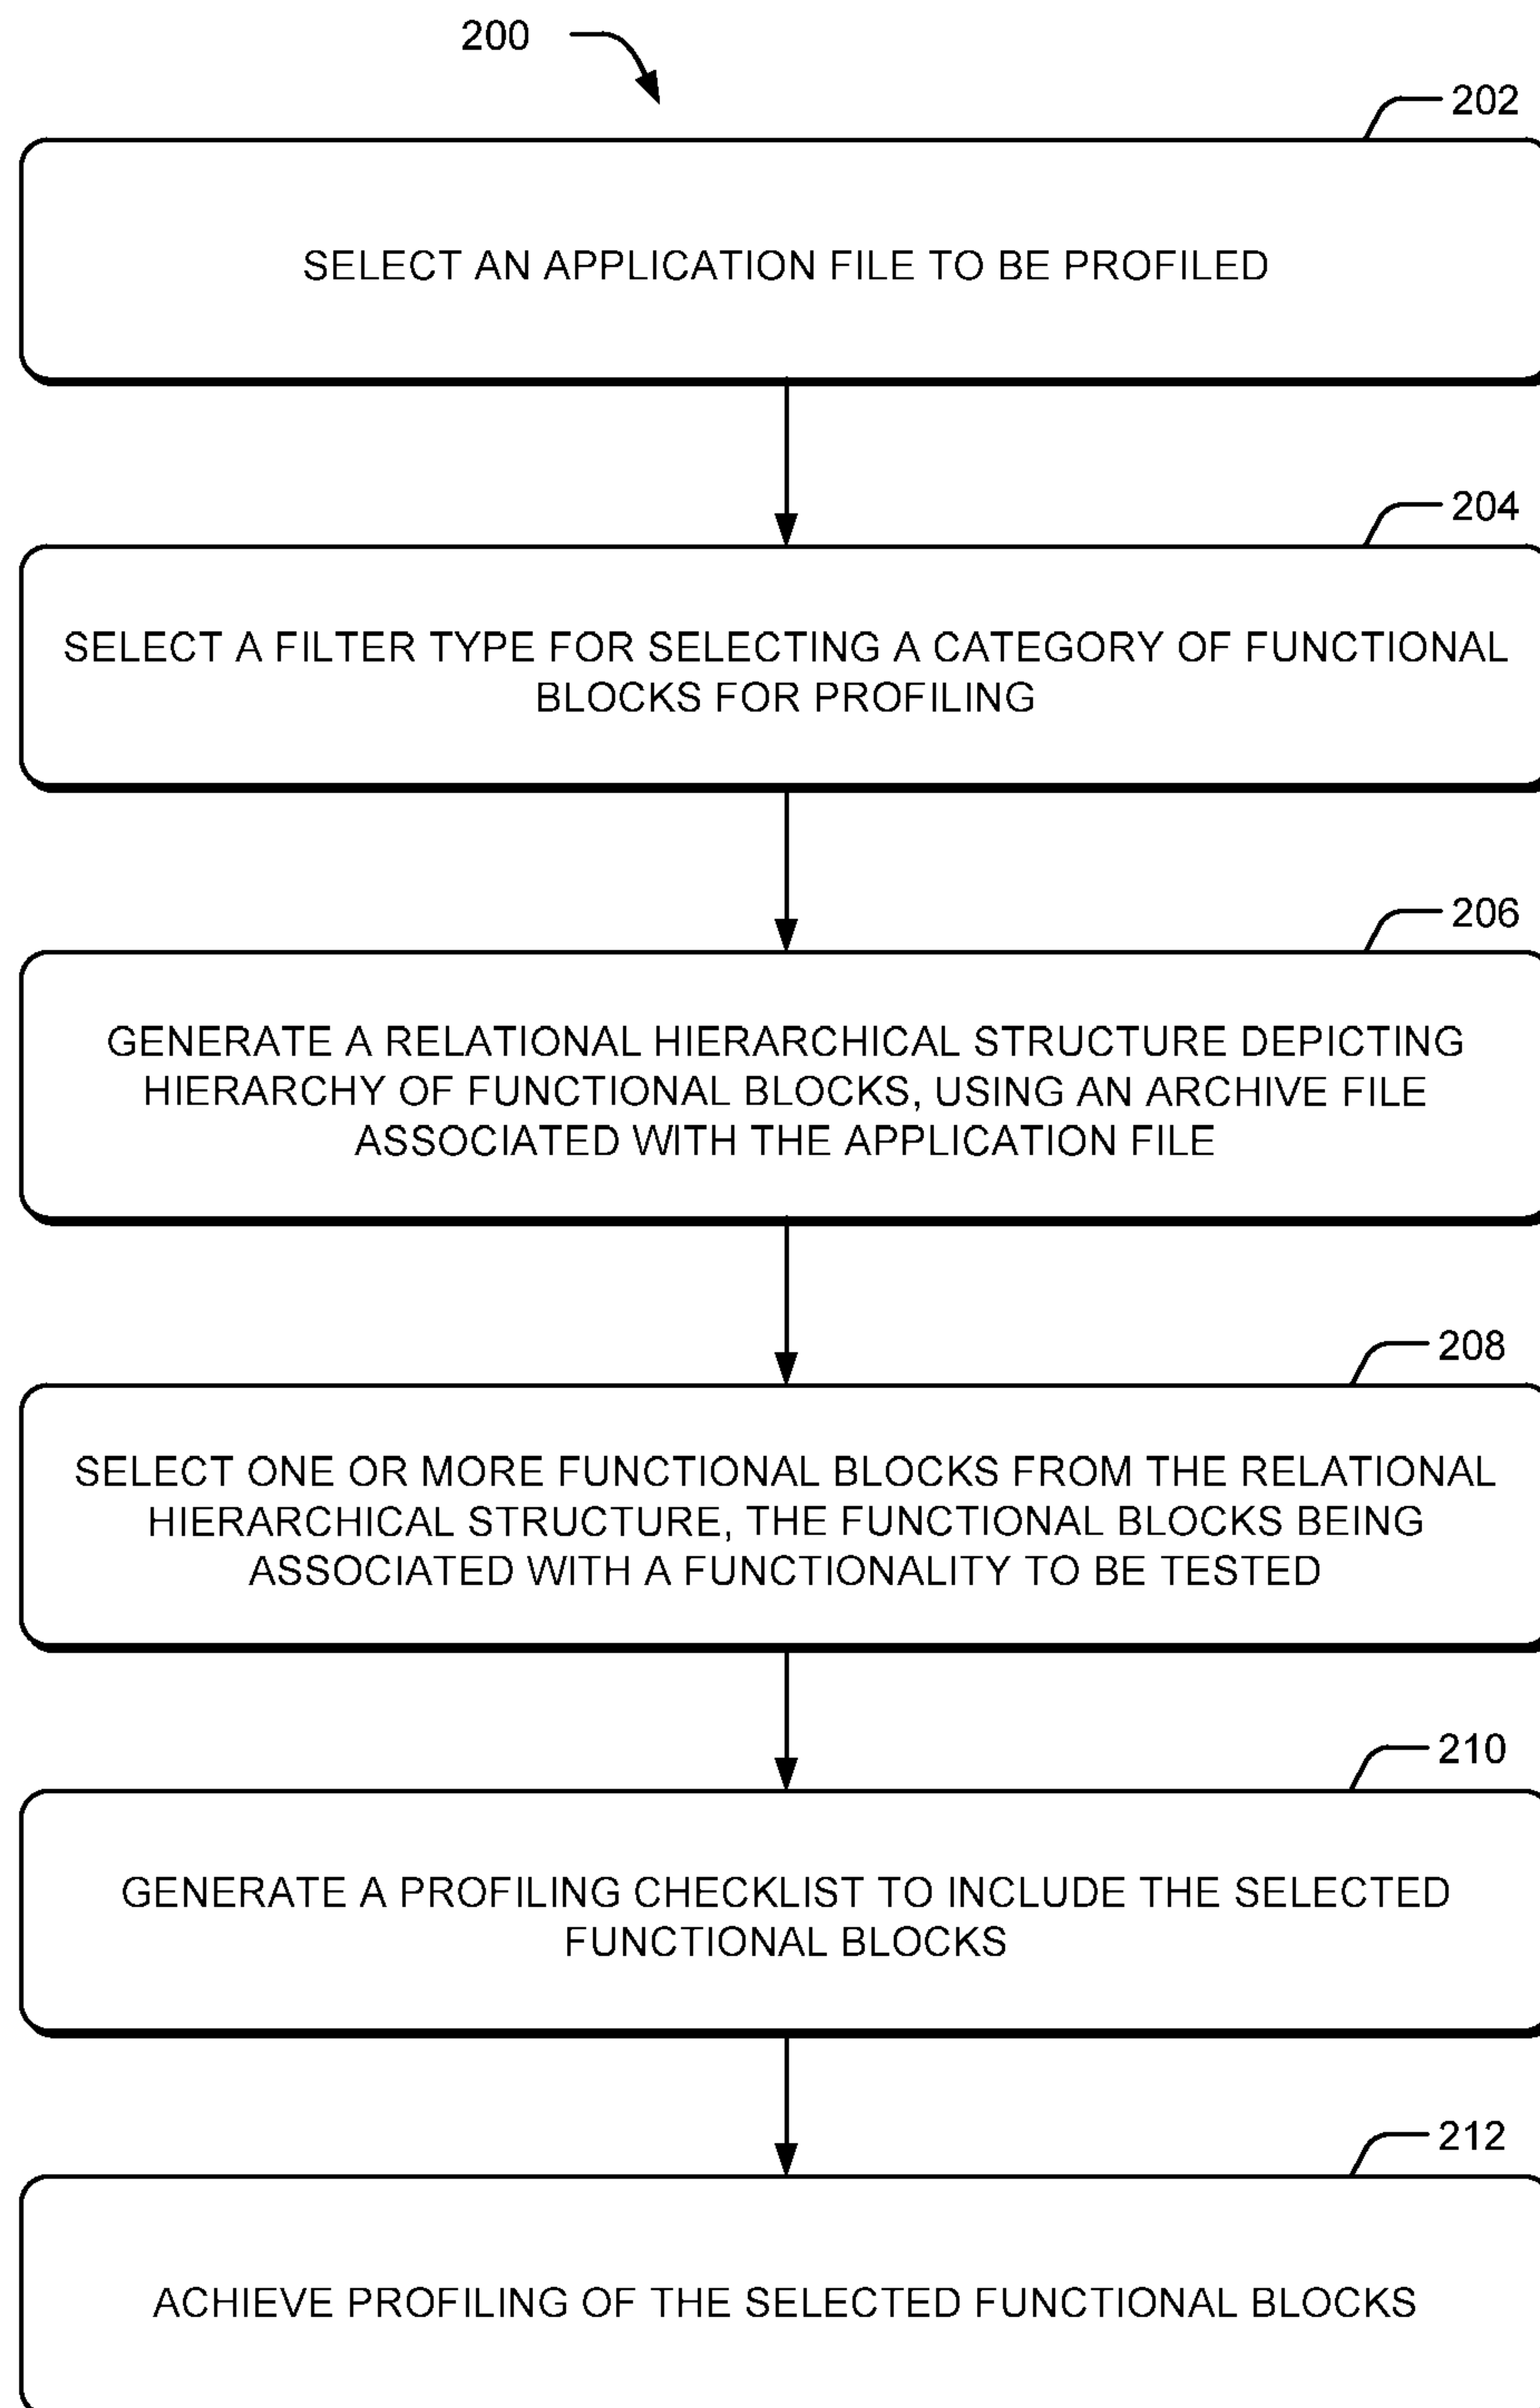 200
202
SELECT AN APPLICATION FILE TO BE PROFILED
204
SELECT A FILTER TYPE FOR SELECTING A CATEGORY OF FUNCTIONAL
BLOCKS FOR PROFILING
206
GENERATE A RELATIONAL HIERARCHICAL STRUCTURE DEPICTING
HIERARCHY OF FUNCTIONAL BLOCKS, USING AN ARCHIVE FILE
ASSOCIATED WITH THE APPLICATION FILE
208
SELECT ONE OR MORE FUNCTIONAL BLOCKS FROM THE RELATIONAL
HIERARCHICAL STRUCTURE, THE FUNCTIONAL BLOCKS BEING
ASSOCIATED WITH A FUNCTIONALITY TO BE TESTED
210
GENERATE A PROFILING CHECKLIST TO INCLUDE THE SELECTED
FUNCTIONAL BLOCKS
212
ACHIEVE PROFILING OF THE SELECTED FUNCTIONAL BLOCKS